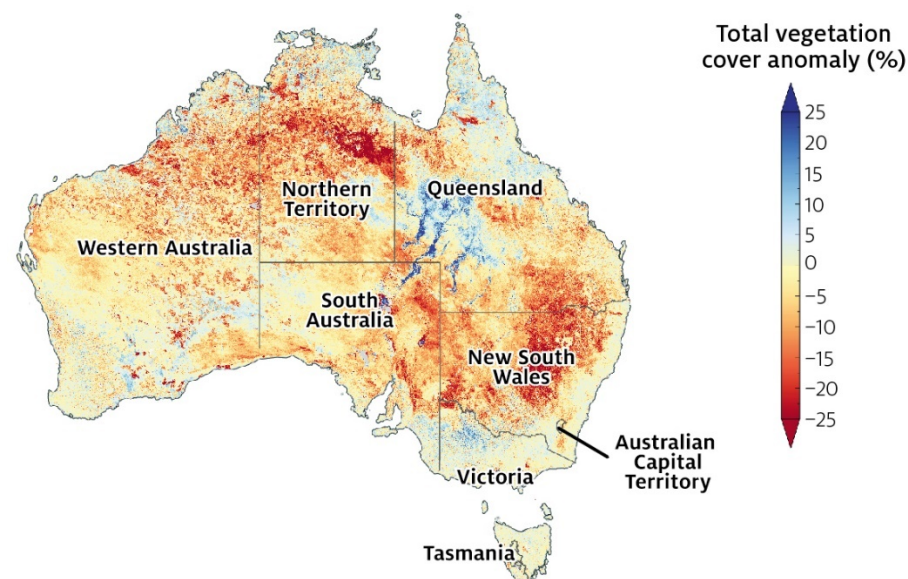 Total vegetation
cover anomaly (%)
25
20
15
10
5
0
−5
−10
−15
−20
−25
Northern
Territory
Queensland
Western Australia
South
Australia
New South
Wales
Australian
Capital
Territory
Victoria
Tasmania